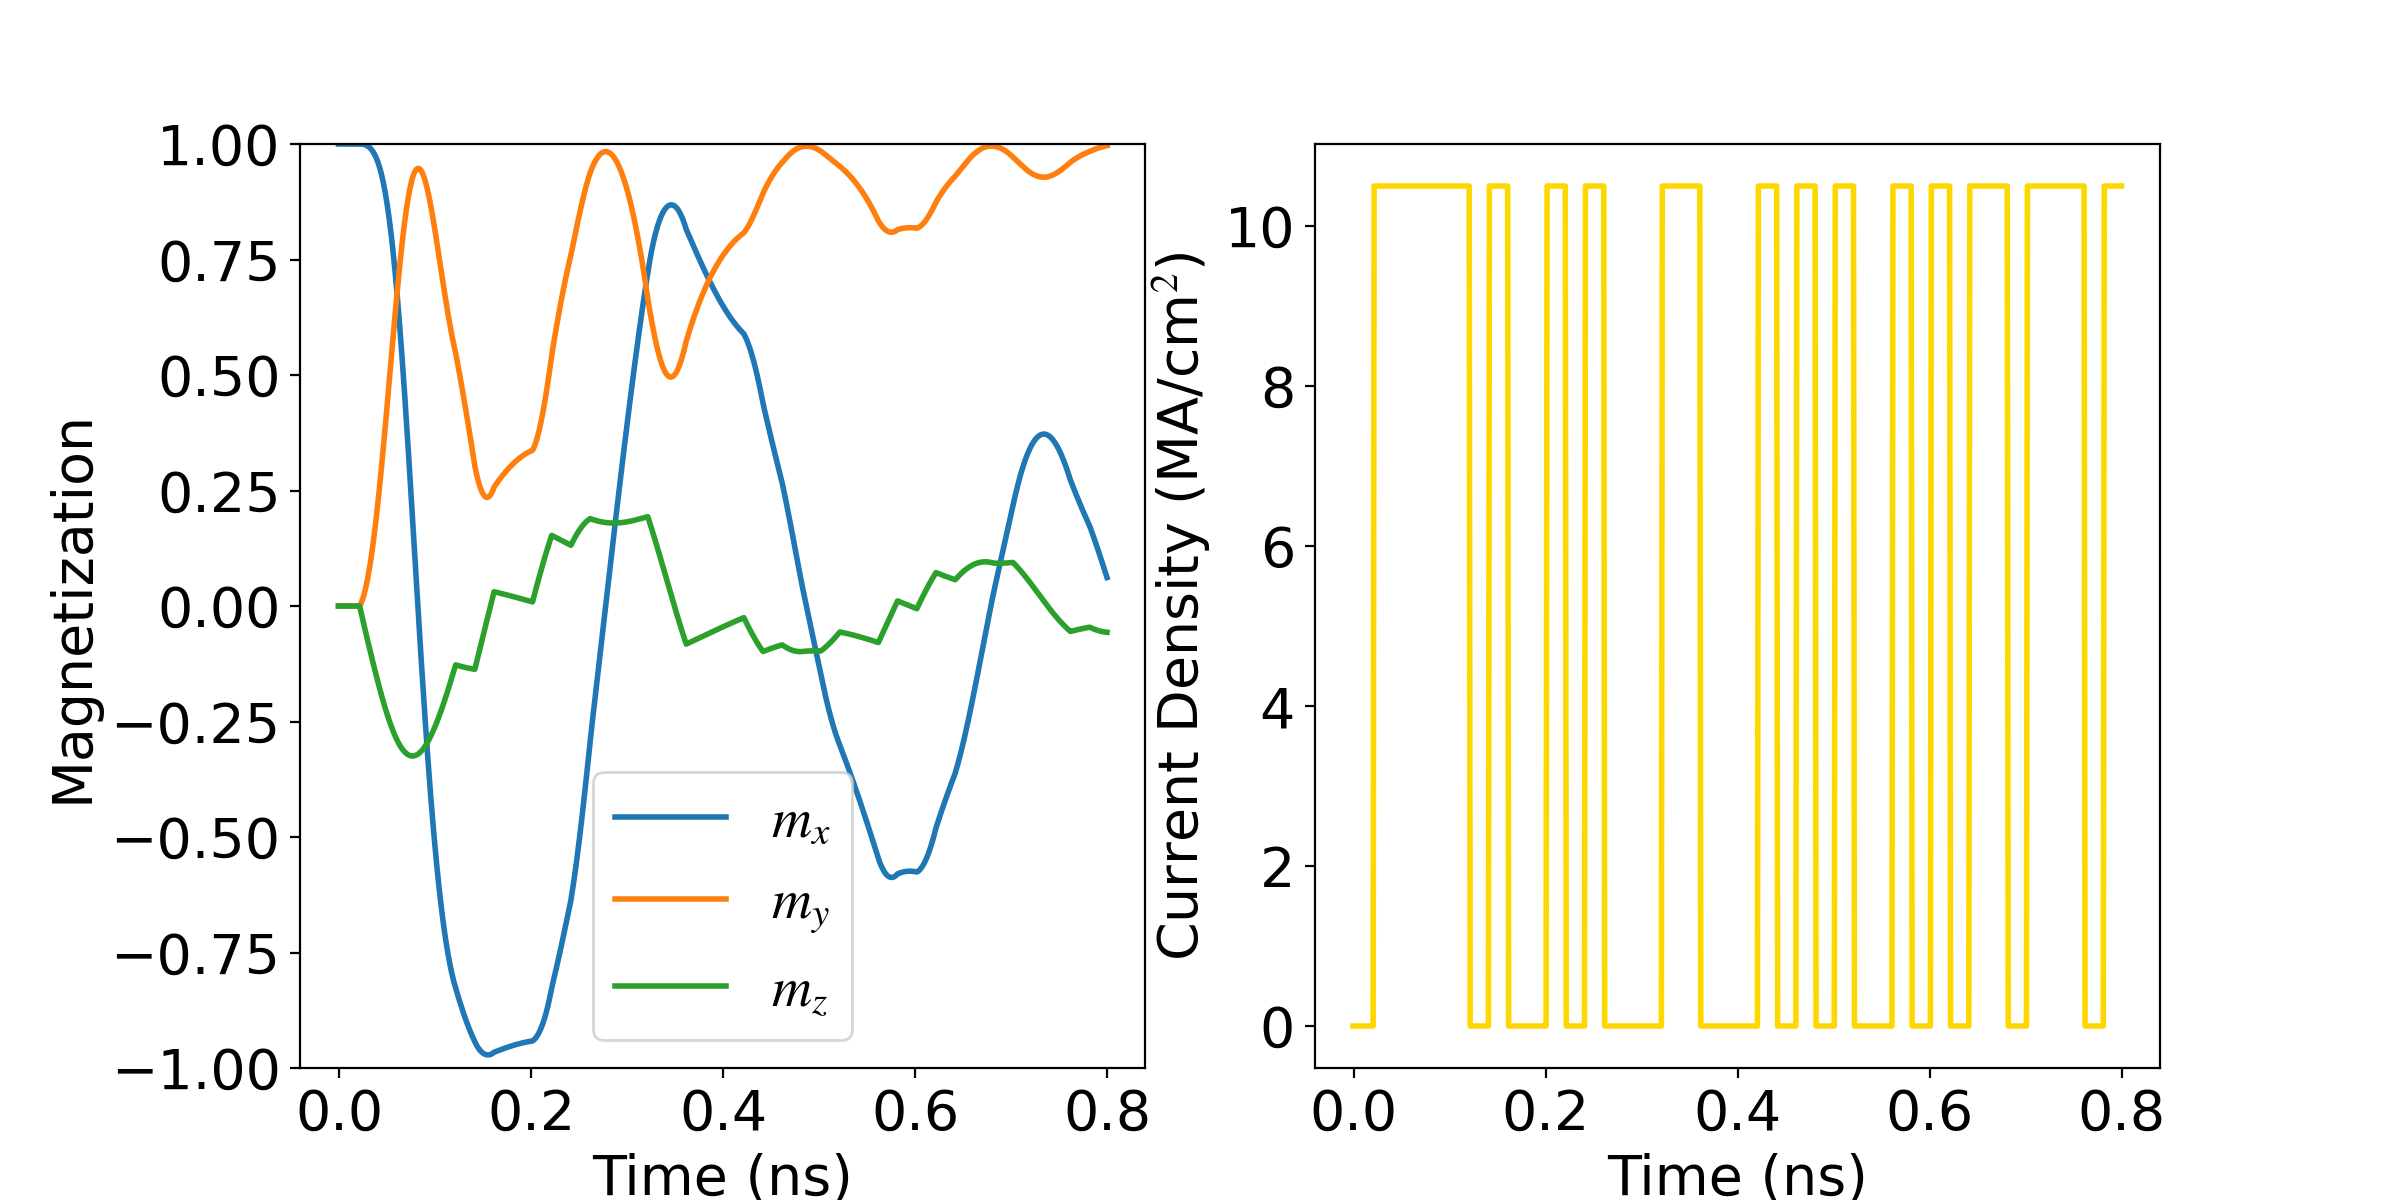 Magnetization
1.00
0.75
0.50
0.25
0.00
−0.25
−0.50
−0.75
−1.00
0.0 0.2 0.4 0.6 0.8
Time (ns)
m_x
m_y
m_z
Current Density (MA/cm²)
10
8
6
4
2
0
0.0 0.2 0.4 0.6 0.8
Time (ns)